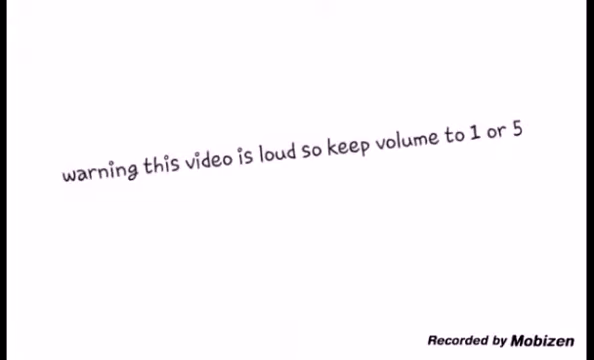 warning this video is loud so keep volume to 1 or 5
Recorded by Mobizen